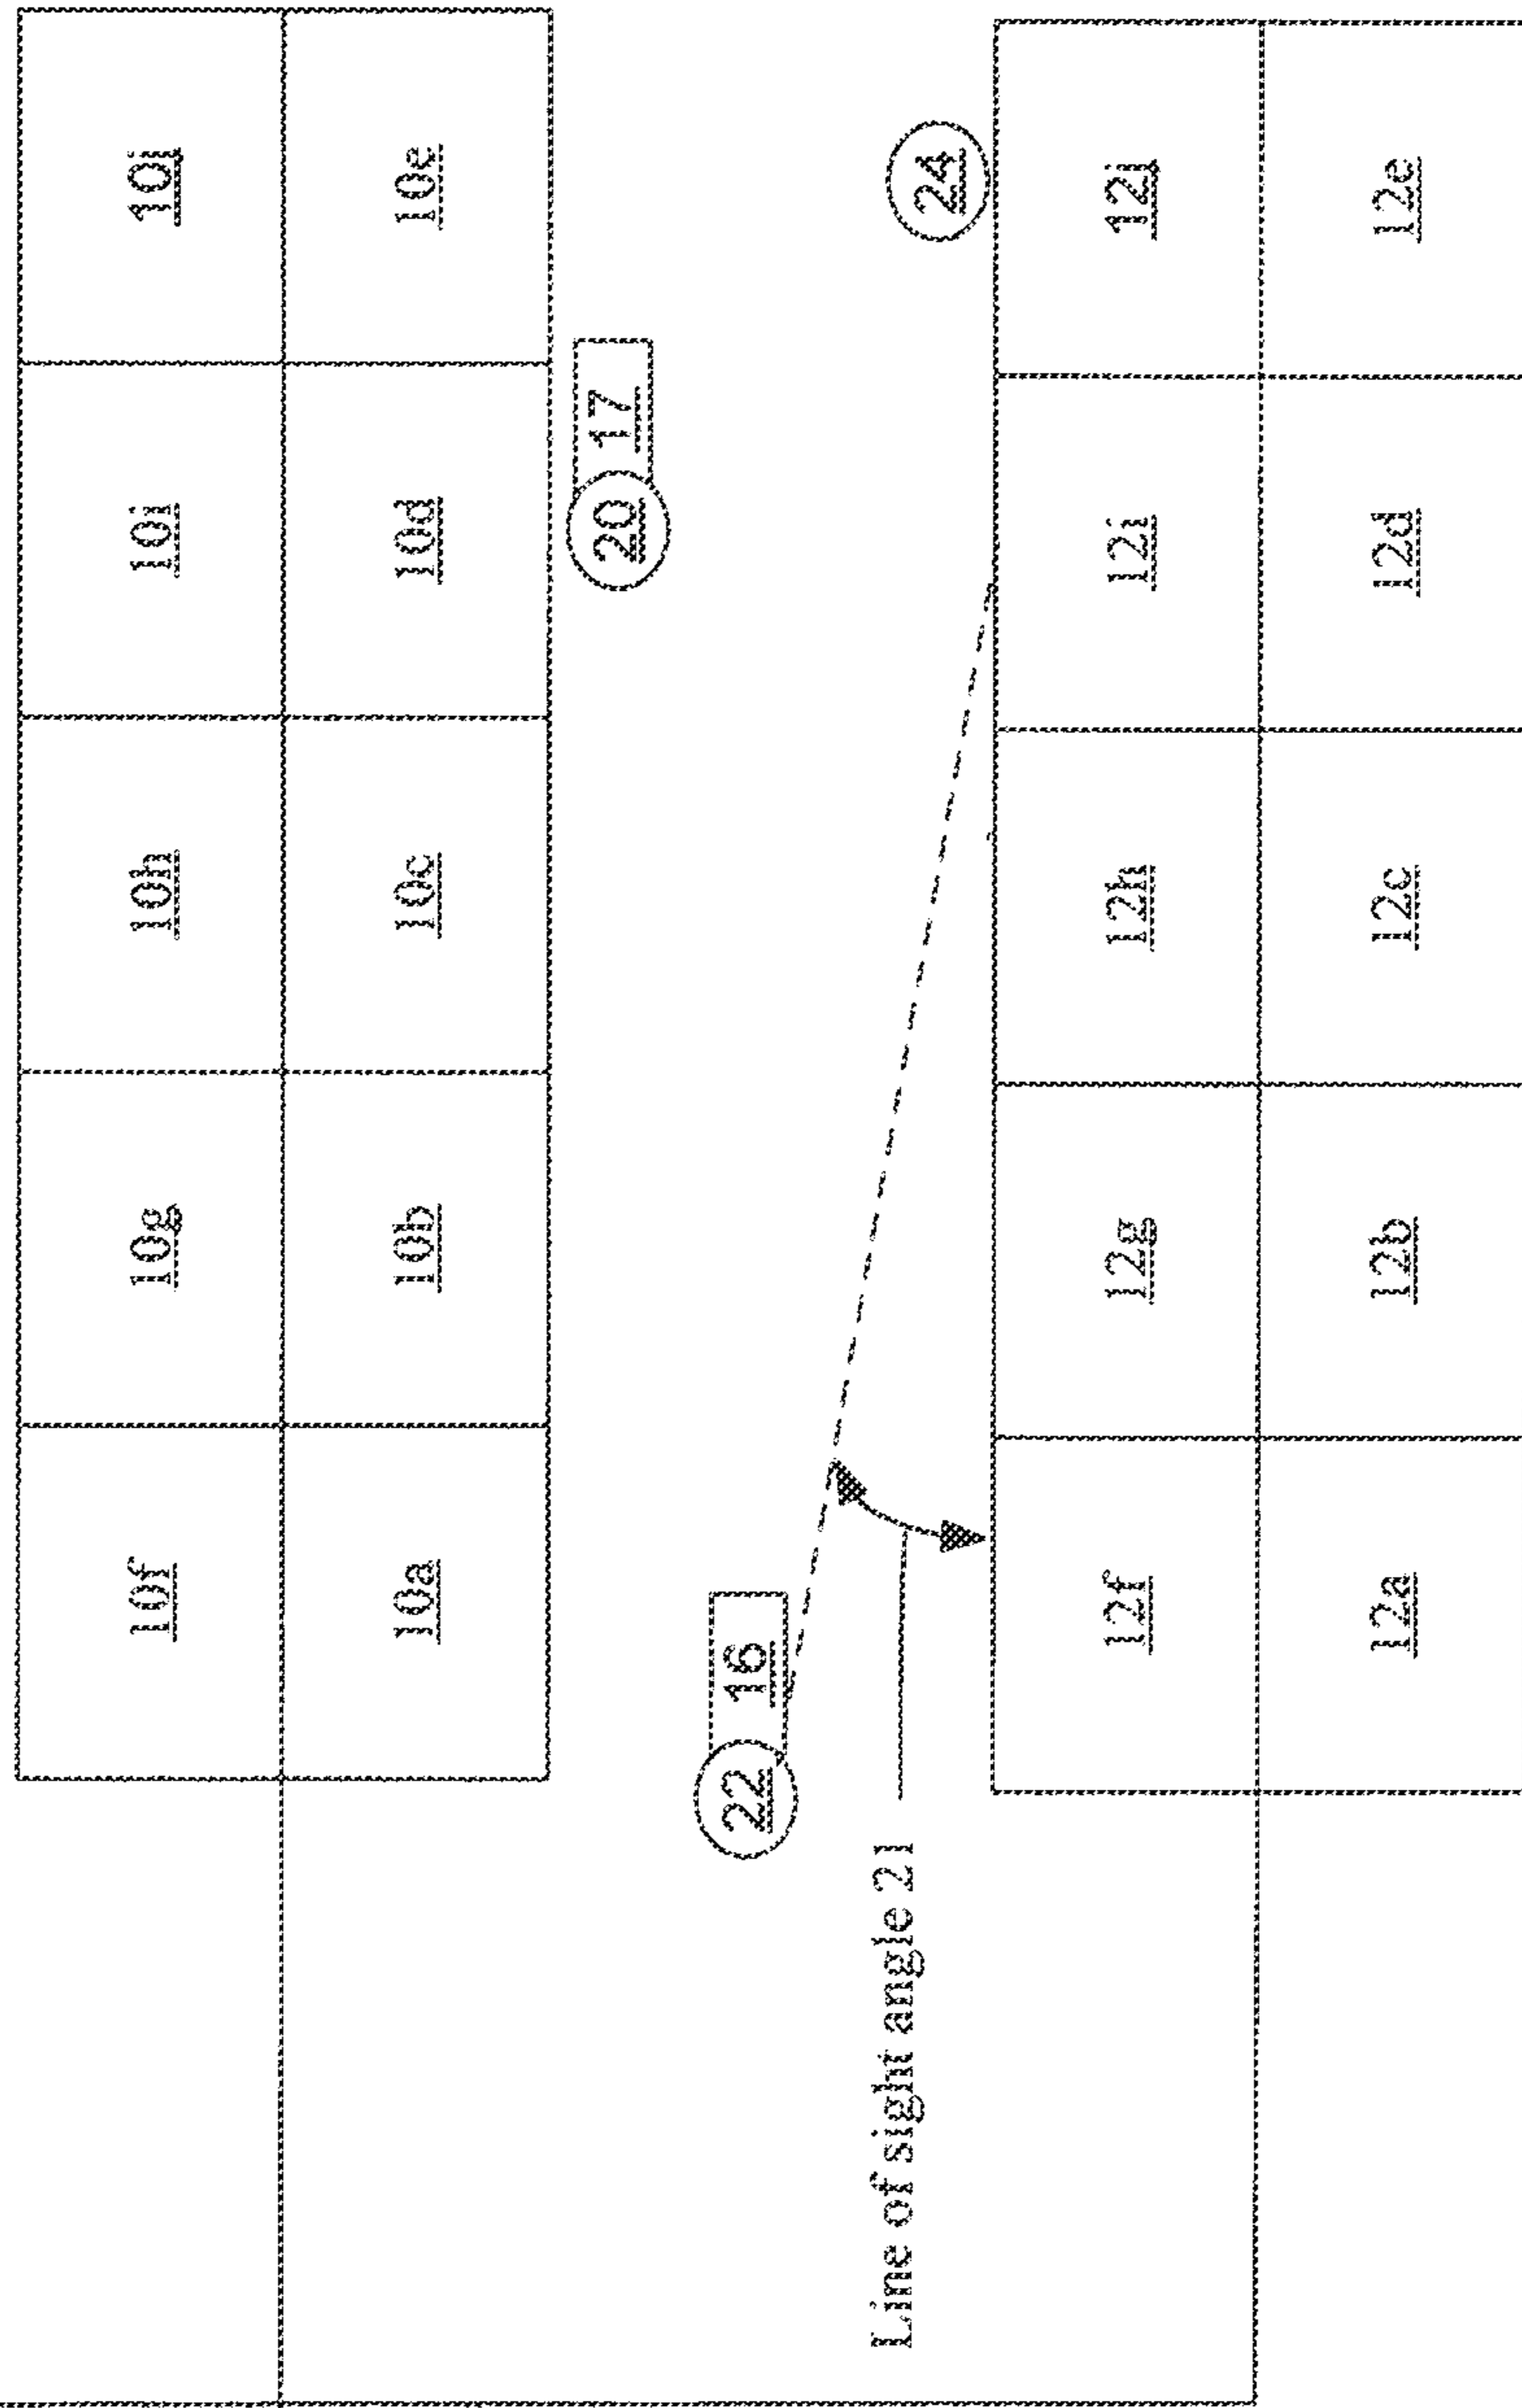 10f 10g 10h 10i 10j
10a 10b 10c 10d 10e
20 17
22 16
Line of sight angle 21
24
12f 12g 12h 12i 12j
12a 12b 12c 12d 12e